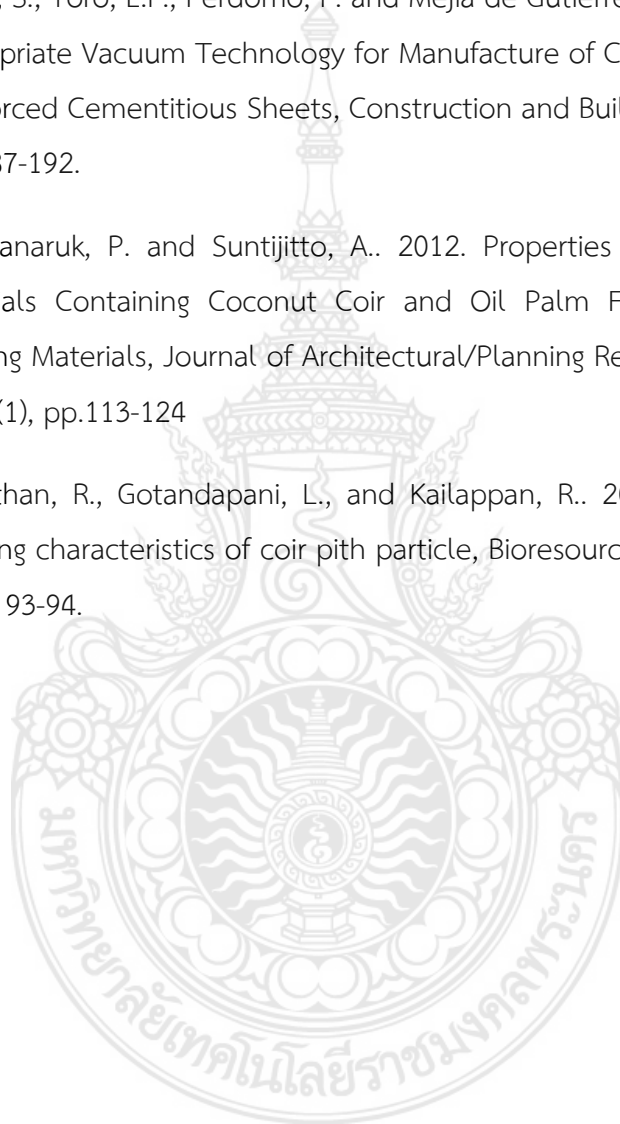 , S., Toro, E.F., Perdomo, F. and Mejía de Gutierre
priate Vacuum Technology for Manufacture of C
orced Cementitious Sheets, Construction and Buil
87-192.
anaruk, P. and Suntijitto, A.. 2012. Properties
als Containing Coconut Coir and Oil Palm F
ng Materials, Journal of Architectural/Planning Re
(1), pp.113-124
than, R., Gotandapani, L., and Kailappan, R.. 20
ng characteristics of coir pith particle, Bioresourc
93-94.
มหาวิทยาลัยเทคโนโลยีราชมงคลพระนคร